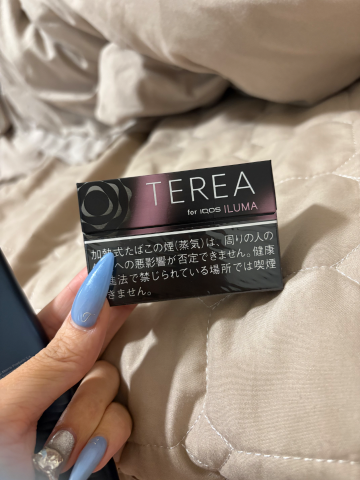 TEREA
for IQOS ILUMA
加熱式たばこの煙(蒸気)は、周りの人の
への悪影響が否定できません。健康
法で禁じられている場所では喫煙
きません。